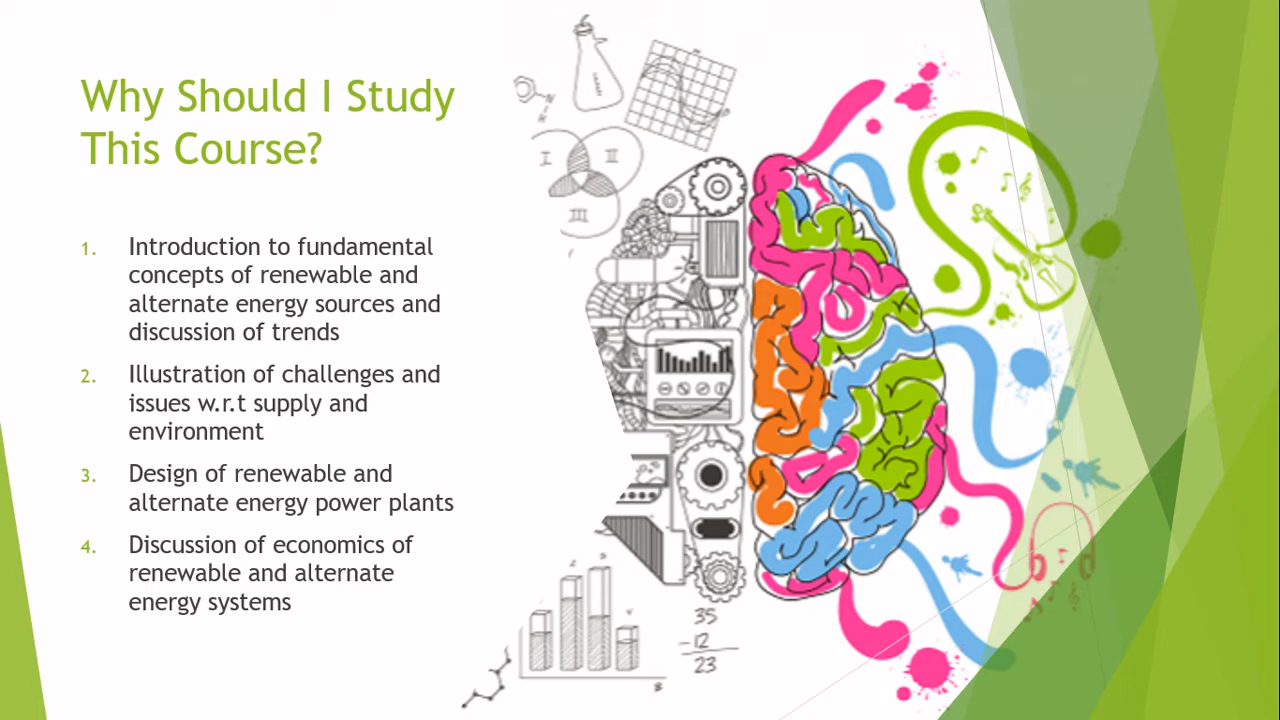 Why Should I Study
This Course?
1. Introduction to fundamental
concepts of renewable and
alternate energy sources and
discussion of trends
2. Illustration of challenges and
issues w.r.t supply and
environment
3. Design of renewable and
alternate energy power plants
4. Discussion of economics of
renewable and alternate
energy systems
I
II
III
35
-12
23